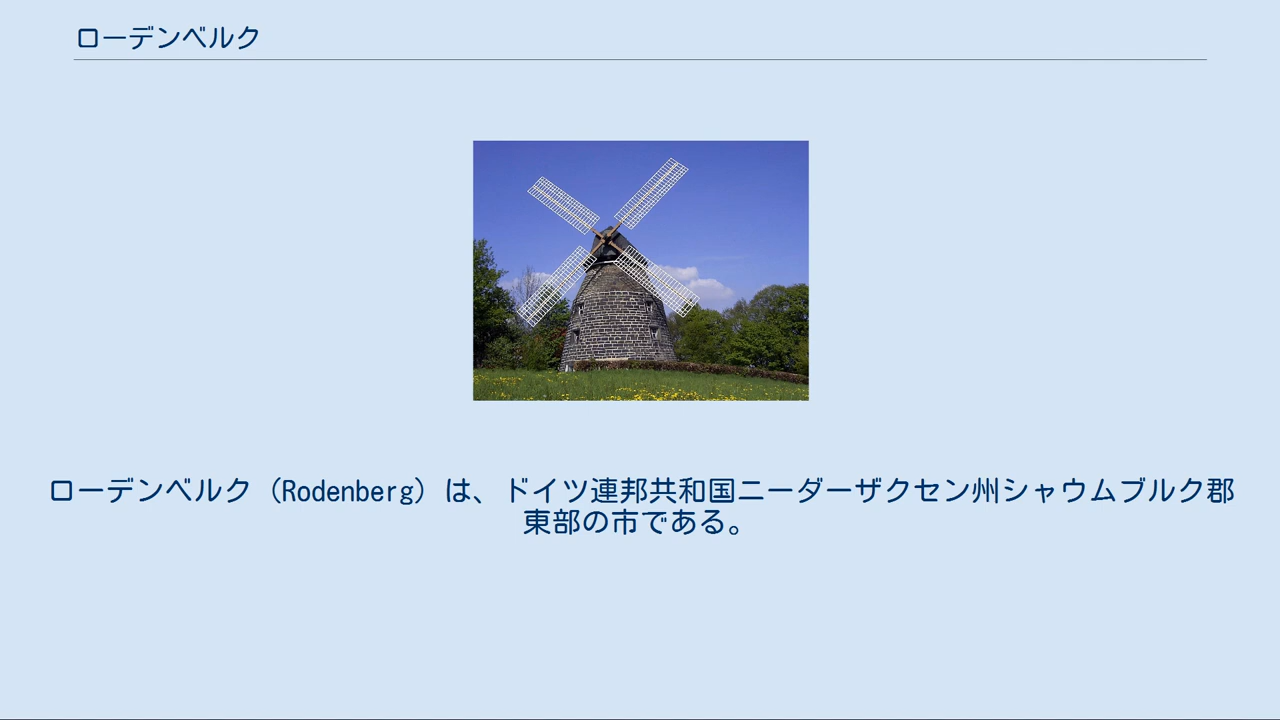 ローデンベルク
ローデンベルク（Rodenberg）は、ドイツ連邦共和国ニーダーザクセン州シャウムブルク郡
東部の市である。